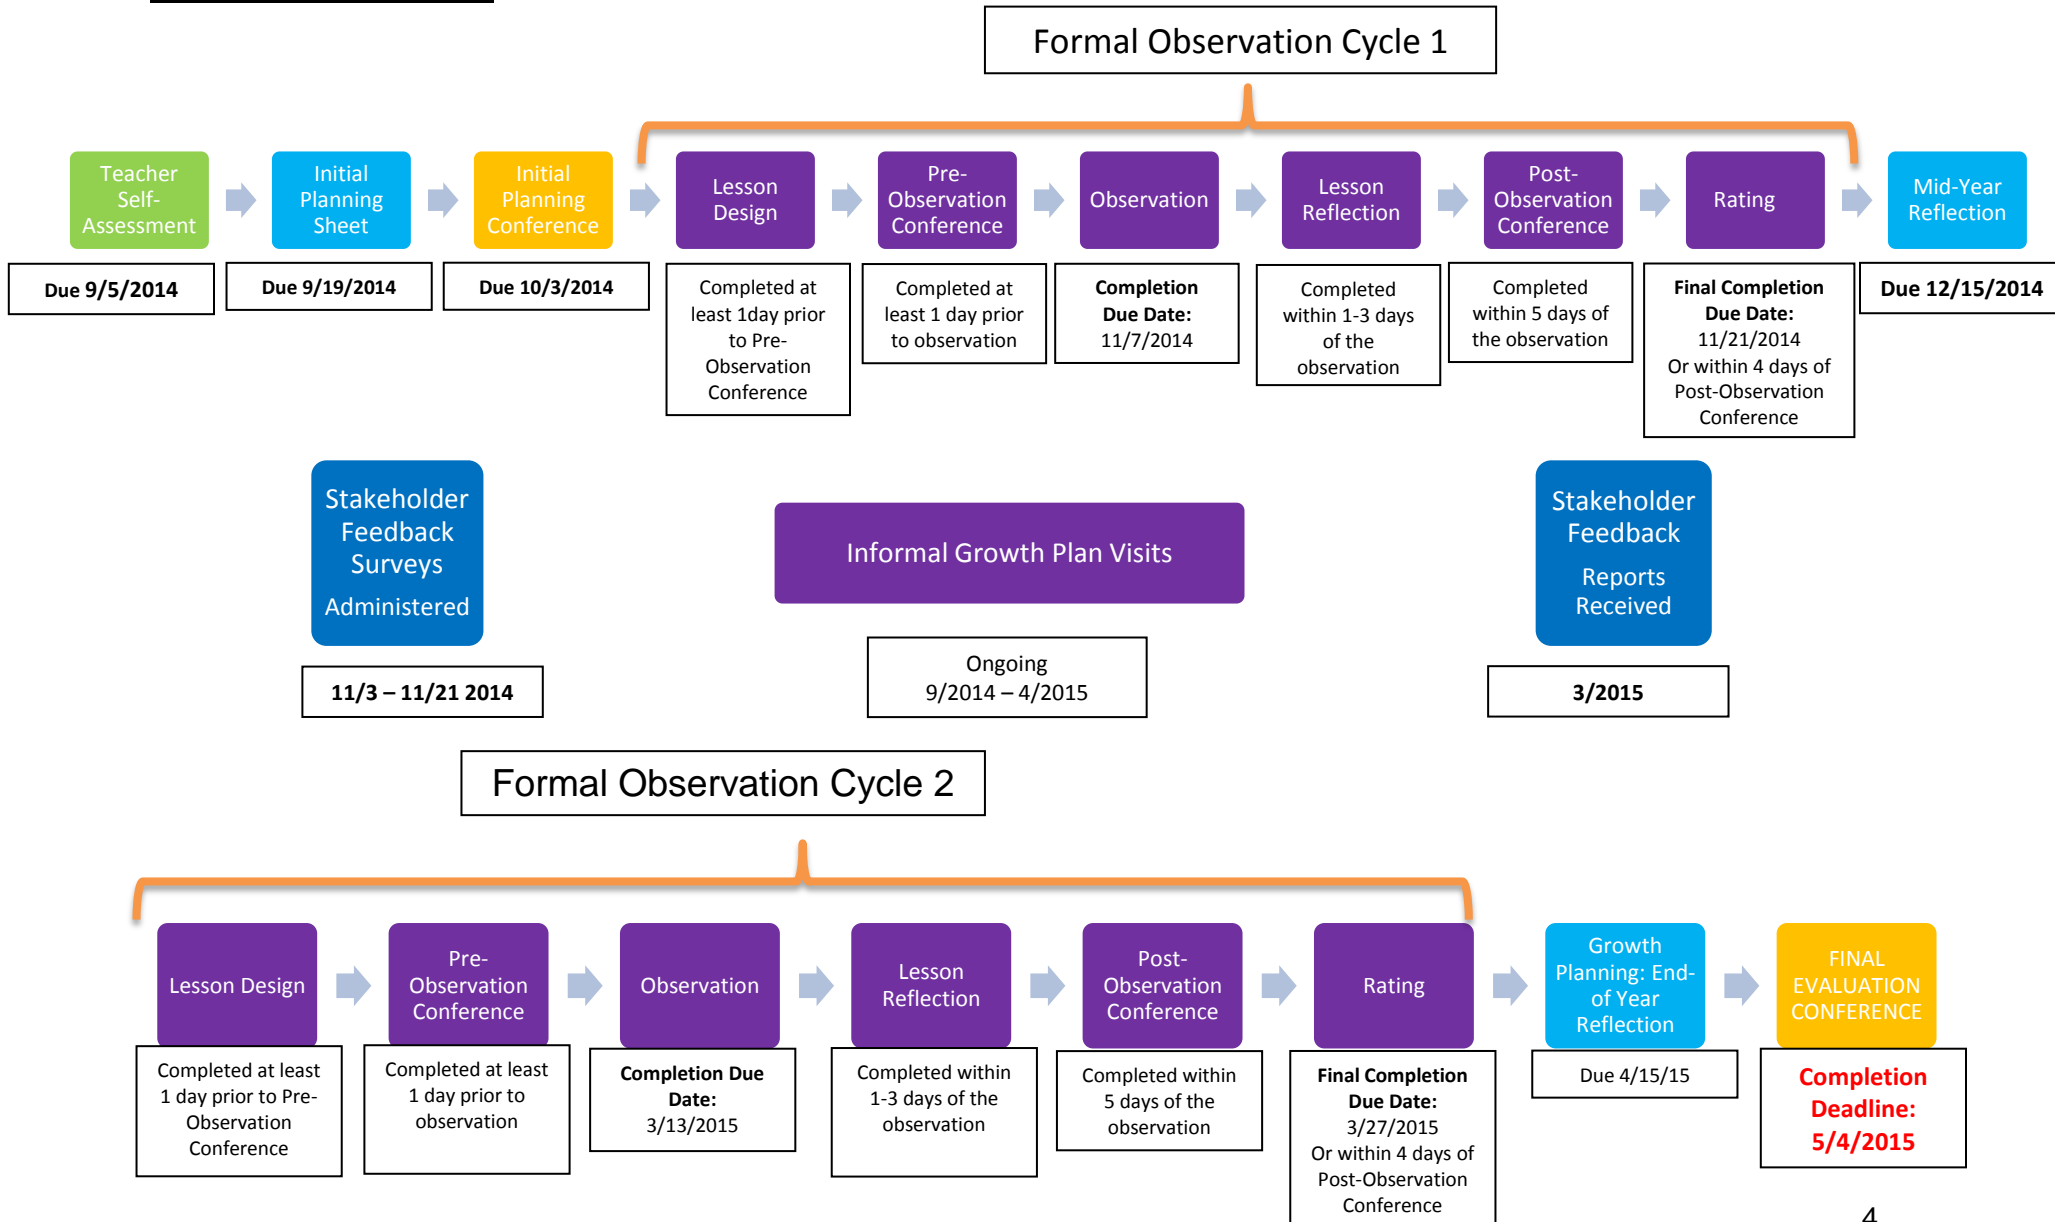 Formal Observation Cycle 1
Teacher
Self-
Assessment
Initial
Planning
Sheet
Initial
Planning
Conference
Lesson
Design
Pre-
Observation
Conference
Observation
Lesson
Reflection
Post-
Observation
Conference
Rating
Mid-Year
Reflection
Due 9/5/2014
Due 9/19/2014
Due 10/3/2014
Completed at
least 1day prior
to Pre-
Observation
Conference
Completed at
least 1 day prior
to observation
Completion
Due Date:
11/7/2014
Completed
within 1-3 days
of the
observation
Completed
within 5 days of
the observation
Final Completion
Due Date:
11/21/2014
Or within 4 days of
Post-Observation
Conference
Due 12/15/2014
Stakeholder
Feedback
Surveys
Administered
Informal Growth Plan Visits
Stakeholder
Feedback
Reports
Received
11/3 – 11/21 2014
Ongoing
9/2014 – 4/2015
3/2015
Formal Observation Cycle 2
Lesson Design
Pre-
Observation
Conference
Observation
Lesson
Reflection
Post-
Observation
Conference
Rating
Growth
Planning: End-
of Year
Reflection
FINAL
EVALUATION
CONFERENCE
Completed at least
1 day prior to Pre-
Observation
Conference
Completed at least
1 day prior to
observation
Completion Due
Date:
3/13/2015
Completed within
1-3 days of the
observation
Completed within
5 days of the
observation
Final Completion
Due Date:
3/27/2015
Or within 4 days of
Post-Observation
Conference
Due 4/15/15
Completion
Deadline:
5/4/2015
4